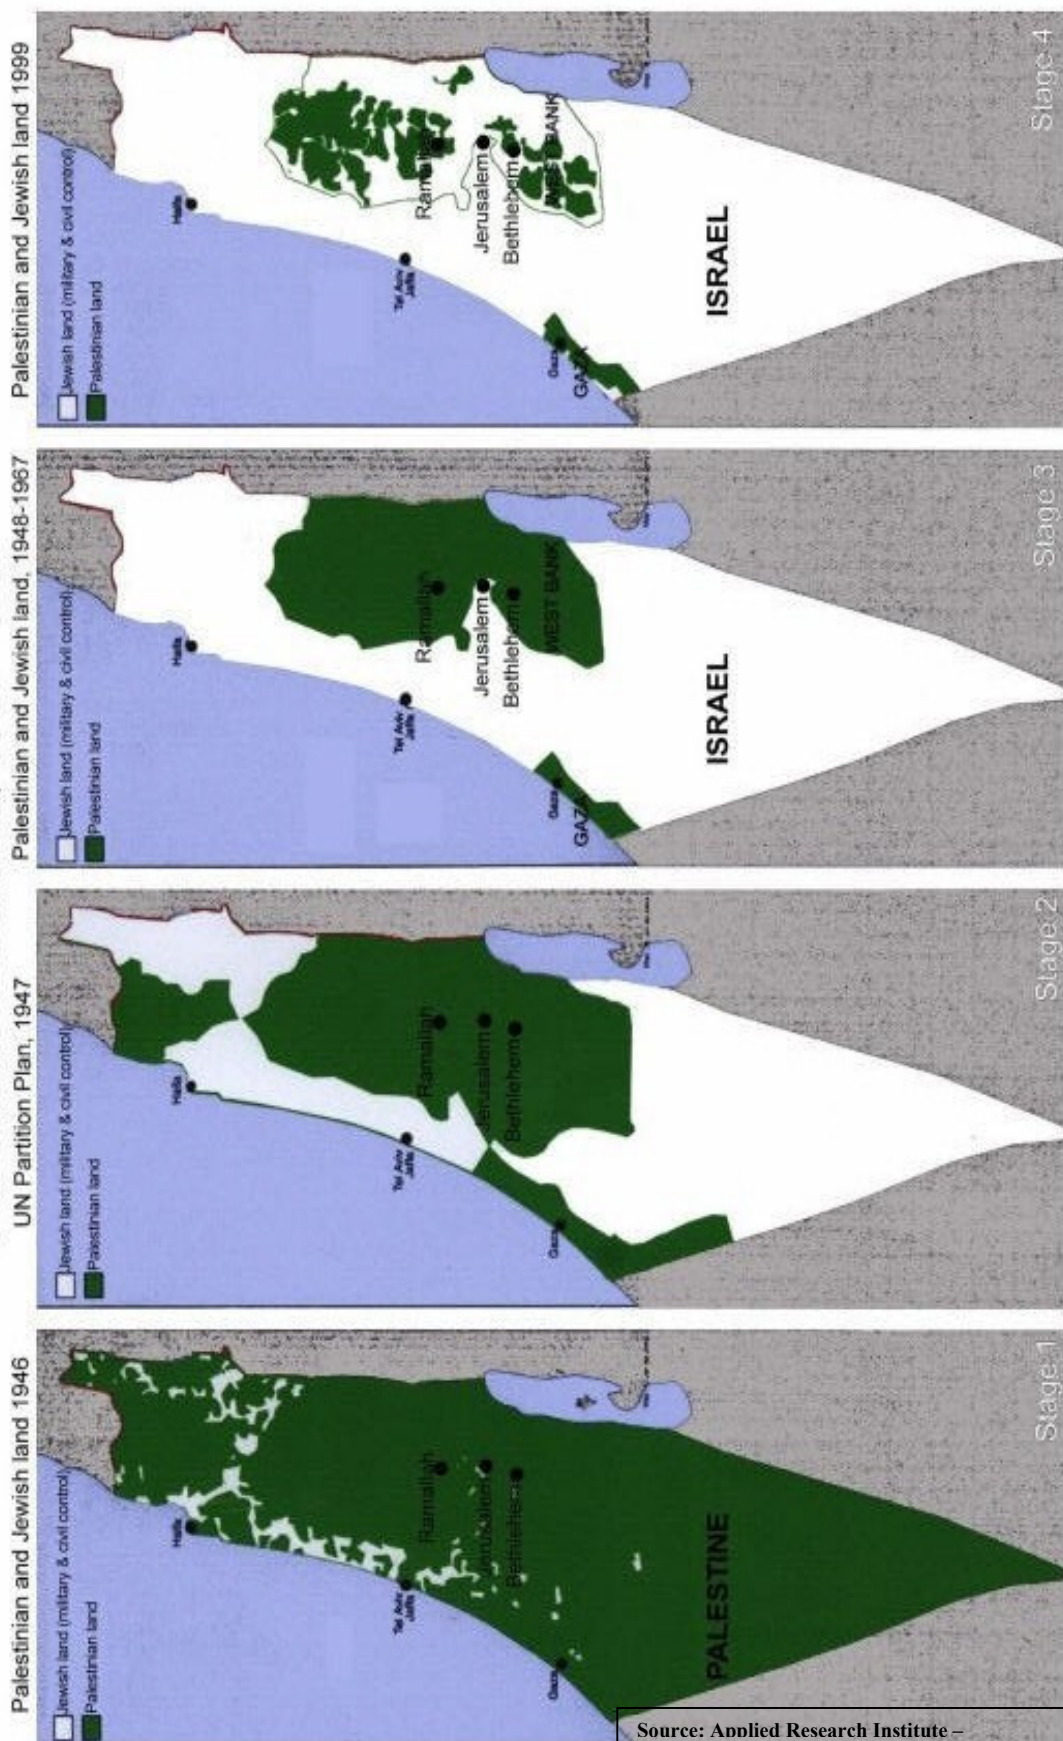 Palestinian and Jewish land 1946
Jewish land (military & civil control)
Palestinian land
Haifa
Tel Aviv
Jaffa
Ramallah
Jerusalem
Bethlehem
Gaza
PALESTINE
Stage 1
UN Partition Plan, 1947
Jewish land (military & civil control)
Palestinian land
Haifa
Tel Aviv
Jaffa
Ramallah
Jerusalem
Bethlehem
Gaza
Stage 2
Palestinian and Jewish land, 1948-1967
Jewish land (military & civil control)
Palestinian land
Haifa
Tel Aviv
Jaffa
Ramallah
Jerusalem
Bethlehem
WEST BANK
Gaza
GAZA
ISRAEL
Stage 3
Palestinian and Jewish land 1999
Jewish land (military & civil control)
Palestinian land
Haifa
Tel Aviv
Jaffa
Ramallah
Jerusalem
Bethlehem
WEST BANK
Gaza
GAZA
ISRAEL
Stage 4
Source: Applied Research Institute –